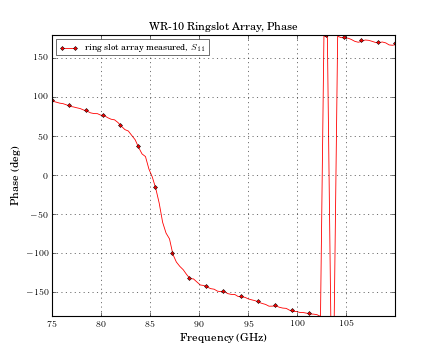 WR-10 Ringslot Array, Phase
ring slot array measured, S11
150
100
50
0
−50
−100
−150
75 80 85 90 95 100 105
Phase (deg)
Frequency (GHz)